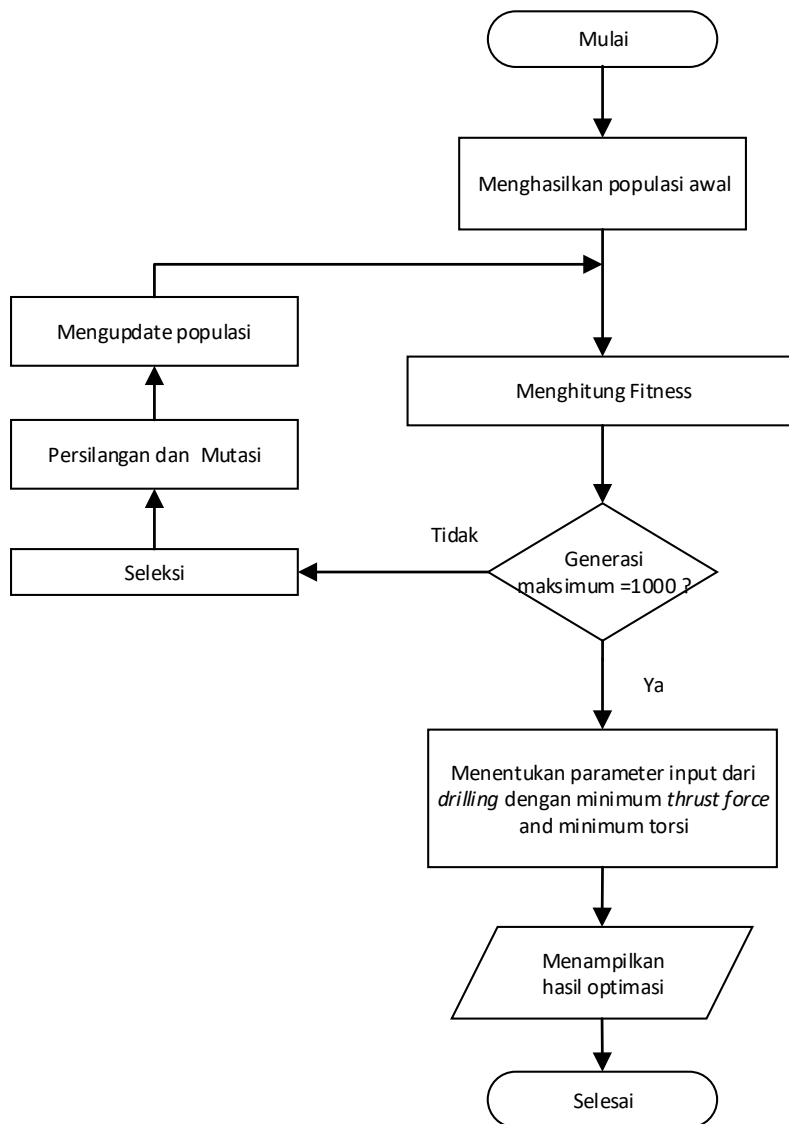 Mulai
Menghasilkan populasi awal
Mengupdate populasi
Menghitung Fitness
Persilangan dan Mutasi
Tidak
Seleksi
Generasi
maksimum =1000 ?
Ya
Menentukan parameter input dari
drilling dengan minimum thrust force
and minimum torsi
Menampilkan
hasil optimasi
Selesai